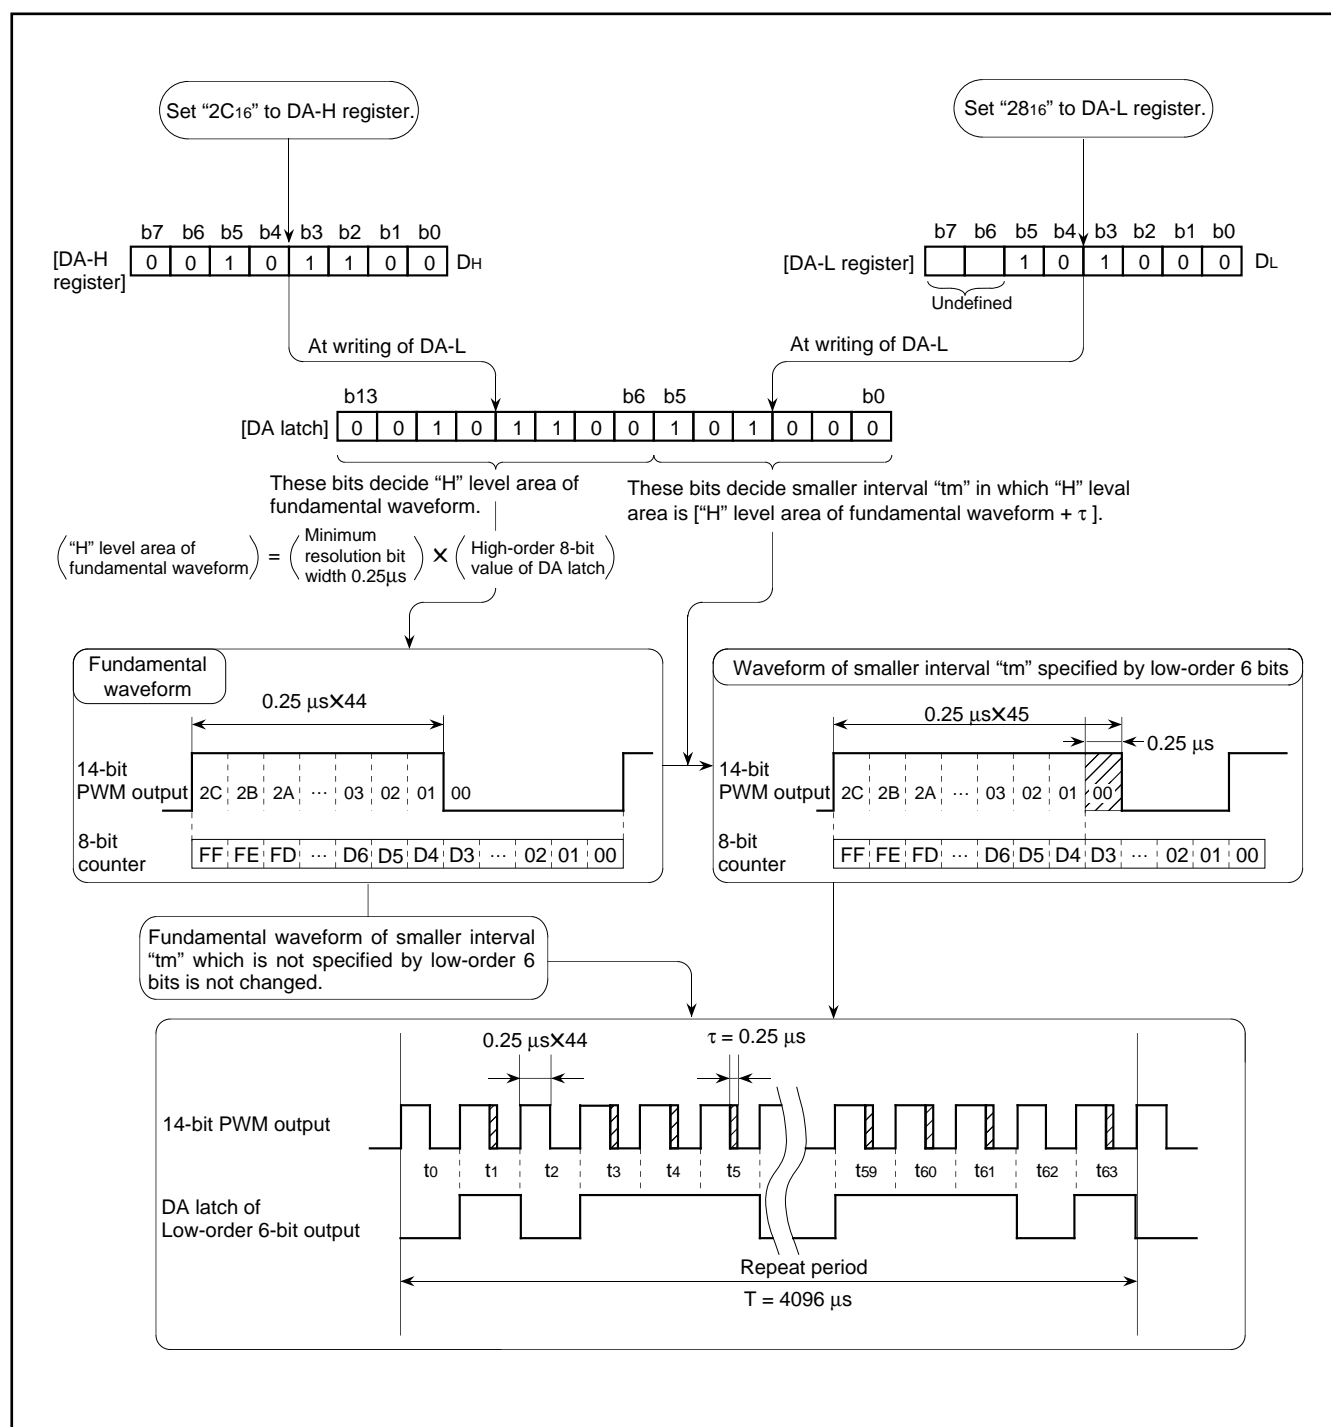 Set “2C16” to DA-H register.
Set “2816” to DA-L register.
b7 b6 b5 b4 b3 b2 b1 b0
[DA-H register] 0 0 1 0 1 1 0 0 DH
b7 b6 b5 b4 b3 b2 b1 b0
[DA-L register] 1 0 1 0 0 0 DL
Undefined
At writing of DA-L
At writing of DA-L
b13 b6 b5 b0
[DA latch] 0 0 1 0 1 1 0 0 1 0 1 0 0 0
These bits decide “H” level area of
fundamental waveform.
These bits decide smaller interval “tm” in which “H” leval
area is [“H” level area of fundamental waveform + τ ].
“H” level area of
fundamental waveform
=
Minimum
resolution bit
width 0.25µs
×
High-order 8-bit
value of DA latch
Fundamental
waveform
0.25 µs×44
14-bit
PWM output
2C 2B 2A ··· 03 02 01 00
8-bit
counter
FF FE FD ··· D6 D5 D4 D3 ··· 02 01 00
Waveform of smaller interval “tm” specified by low-order 6 bits
0.25 µs×45
0.25 µs
14-bit
PWM output
2C 2B 2A ··· 03 02 01 00
8-bit
counter
FF FE FD ··· D6 D5 D4 D3 ··· 02 01 00
Fundamental waveform of smaller interval
“tm” which is not specified by low-order 6
bits is not changed.
0.25 µs×44
τ = 0.25 µs
14-bit PWM output
t0 t1 t2 t3 t4 t5 t59 t60 t61 t62 t63
DA latch of
Low-order 6-bit output
Repeat period
T = 4096 µs